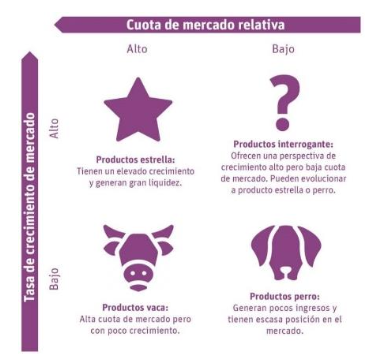 Cuota de mercado relativa
Alto
Bajo
Tasa de crecimiento de mercado
Alto
Productos estrella:
Tienen un elevado crecimiento
y generan gran liquidez.
?
Productos interrogante:
Ofrecen una perspectiva de
crecimiento alto pero baja cuota
de mercado. Pueden evolucionar
a producto estrella o perro.
Bajo
Productos vaca:
Alta cuota de mercado pero
con poco crecimiento.
Productos perro:
Generan pocos ingresos y
tienen escasa posición en el
mercado.